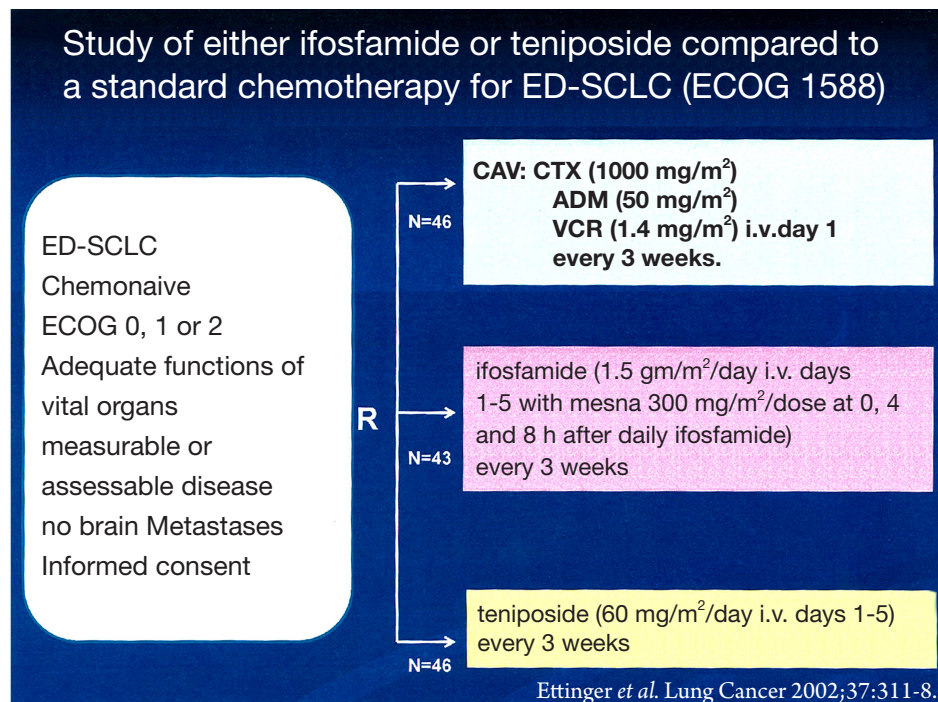 Study of either ifosfamide or teniposide compared to
a standard chemotherapy for ED-SCLC (ECOG 1588)
ED-SCLC
Chemonaive
ECOG 0, 1 or 2
Adequate functions of
vital organs
measurable or
assessable disease
no brain Metastases
Informed consent
R
N=46
CAV: CTX (1000 mg/m²)
ADM (50 mg/m²)
VCR (1.4 mg/m²) i.v.day 1
every 3 weeks.
N=43
ifosfamide (1.5 gm/m²/day i.v. days
1-5 with mesna 300 mg/m²/dose at 0, 4
and 8 h after daily ifosfamide)
every 3 weeks
N=46
teniposide (60 mg/m²/day i.v. days 1-5)
every 3 weeks
Ettinger et al. Lung Cancer 2002;37:311-8.